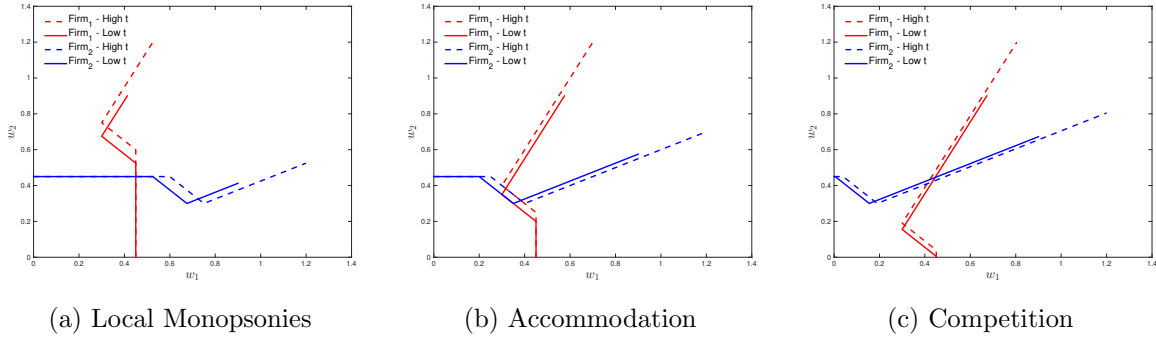 Firm₁ - High t
Firm₁ - Low t
Firm₂ - High t
Firm₂ - Low t
1.4
1.2
1
0.8
0.6
0.4
0.2
0
w₂
0 0.2 0.4 0.6 0.8 1 1.2 1.4
w₁
(a) Local Monopsonies
Firm₁ - High t
Firm₁ - Low t
Firm₂ - High t
Firm₂ - Low t
1.4
1.2
1
0.8
0.6
0.4
0.2
0
w₂
0 0.2 0.4 0.6 0.8 1 1.2 1.4
w₁
(b) Accommodation
Firm₁ - High t
Firm₁ - Low t
Firm₂ - High t
Firm₂ - Low t
1.4
1.2
1
0.8
0.6
0.4
0.2
0
w₂
0 0.2 0.4 0.6 0.8 1 1.2 1.4
w₁
(c) Competition